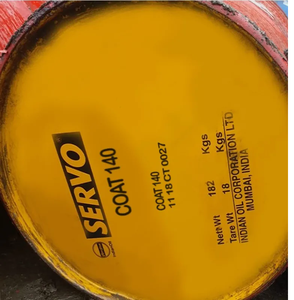 SERVO
COAT 140
COAT 140
11 18 CT 0027
Nett Wt 182 Kgs
Tare Wt 18 Kgs
INDIAN OIL CORPORATION LTD
MUMBAI, INDIA